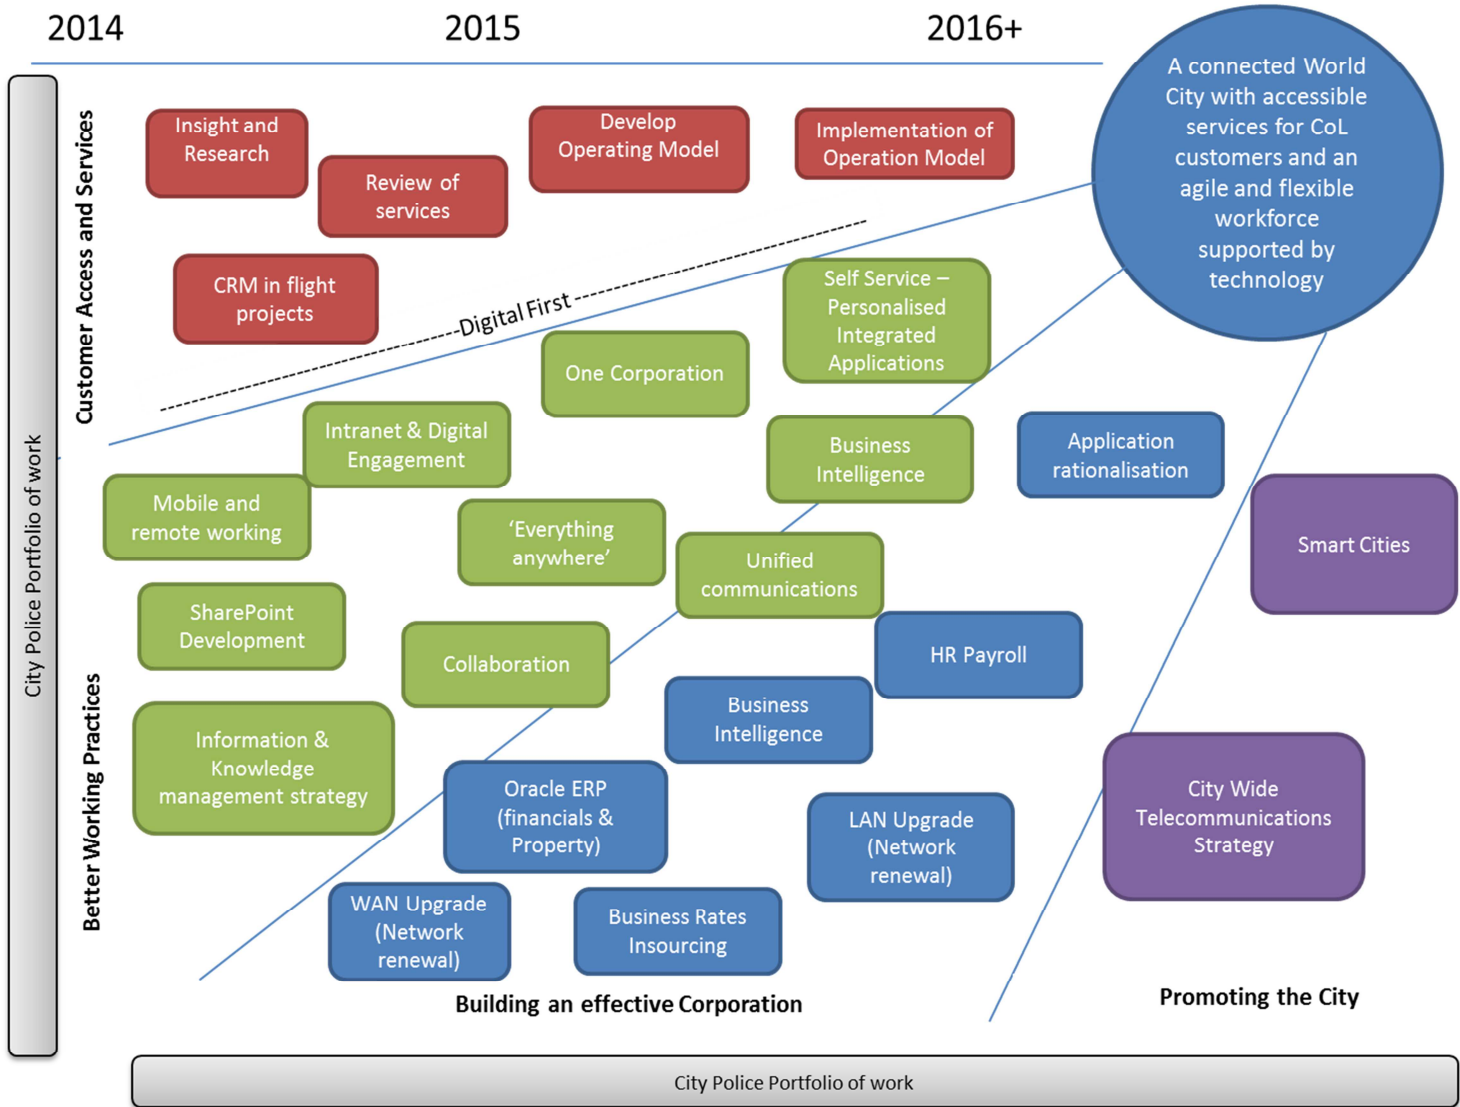 2014
2015
2016+
A connected World
City with accessible
services for CoL
customers and an
agile and flexible
workforce
supported by
technology
Customer Access and Services
Insight and
Research
Review of
services
Develop
Operating Model
Implementation of
Operation Model
CRM in flight
projects
Digital First
Self Service –
Personalised
Integrated
Applications
One Corporation
Intranet & Digital
Engagement
Business
Intelligence
Application
rationalisation
Mobile and
remote working
‘Everything
anywhere’
Unified
communications
Smart Cities
SharePoint
Development
Collaboration
HR Payroll
City Police Portfolio of work
Better Working Practices
Information &
Knowledge
management strategy
Business
Intelligence
Oracle ERP
(financials &
Property)
LAN Upgrade
(Network
renewal)
City Wide
Telecommunications
Strategy
WAN Upgrade
(Network
renewal)
Business Rates
Insourcing
Building an effective Corporation
Promoting the City
City Police Portfolio of work